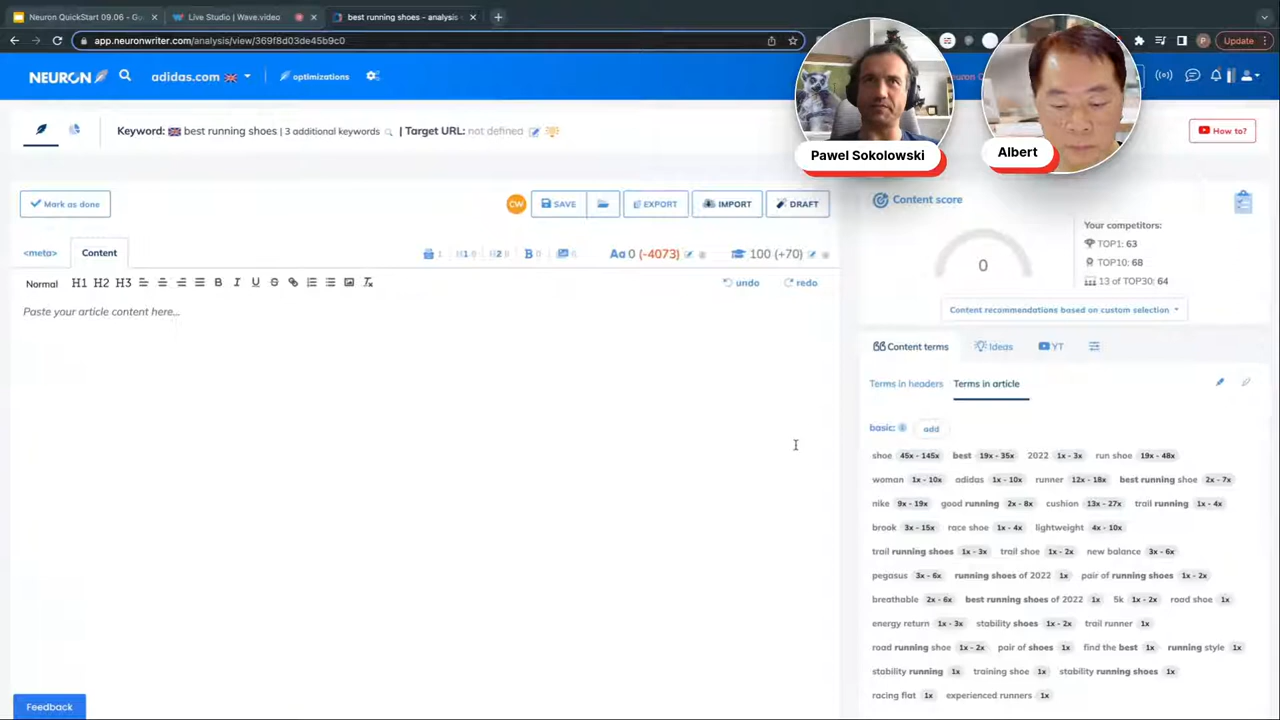 Neuron QuickStart 09.06 - G
Live Studio | Wave.video
best running shoes - analysis
app.neuronwriter.com/analysis/view/369f8d03de45b9c0
Update
NEURON
adidas.com
optimizations
Keyword: best running shoes | 3 additional keywords | Target URL: not defined
How to?
Pawel Sokolowski
Albert
Mark as done
CW
SAVE
EXPORT
IMPORT
DRAFT
Content score
<meta>
Content
1
H1 0
H2 0
B 0
Aa 0 (-4073)
100 (+70)
0
Your competitors:
TOP1: 63
TOP10: 68
13 of TOP30: 64
Normal
H1 H2 H3
B I U S
undo
redo
Content recommendations based on custom selection
Paste your article content here...
Content terms
Ideas
YT
Terms in headers
Terms in article
basic:
add
shoe 45x - 145x best 19x - 35x 2022 1x - 3x run shoe 19x - 48x
woman 1x - 10x adidas 1x - 10x runner 12x - 18x best running shoe 2x - 7x
nike 9x - 19x good running 2x - 8x cushion 13x - 27x trail running 1x - 4x
brook 3x - 15x race shoe 1x - 4x lightweight 4x - 10x
trail running shoes 1x - 3x trail shoe 1x - 2x new balance 3x - 6x
pegasus 3x - 6x running shoes of 2022 1x pair of running shoes 1x - 2x
breathable 2x - 6x best running shoes of 2022 1x 5k 1x - 2x road shoe 1x
energy return 1x - 3x stability shoes 1x - 2x trail runner 1x
road running shoe 1x - 2x pair of shoes 1x find the best 1x running style 1x
stability running 1x training shoe 1x stability running shoes 1x
racing flat 1x experienced runners 1x
Feedback